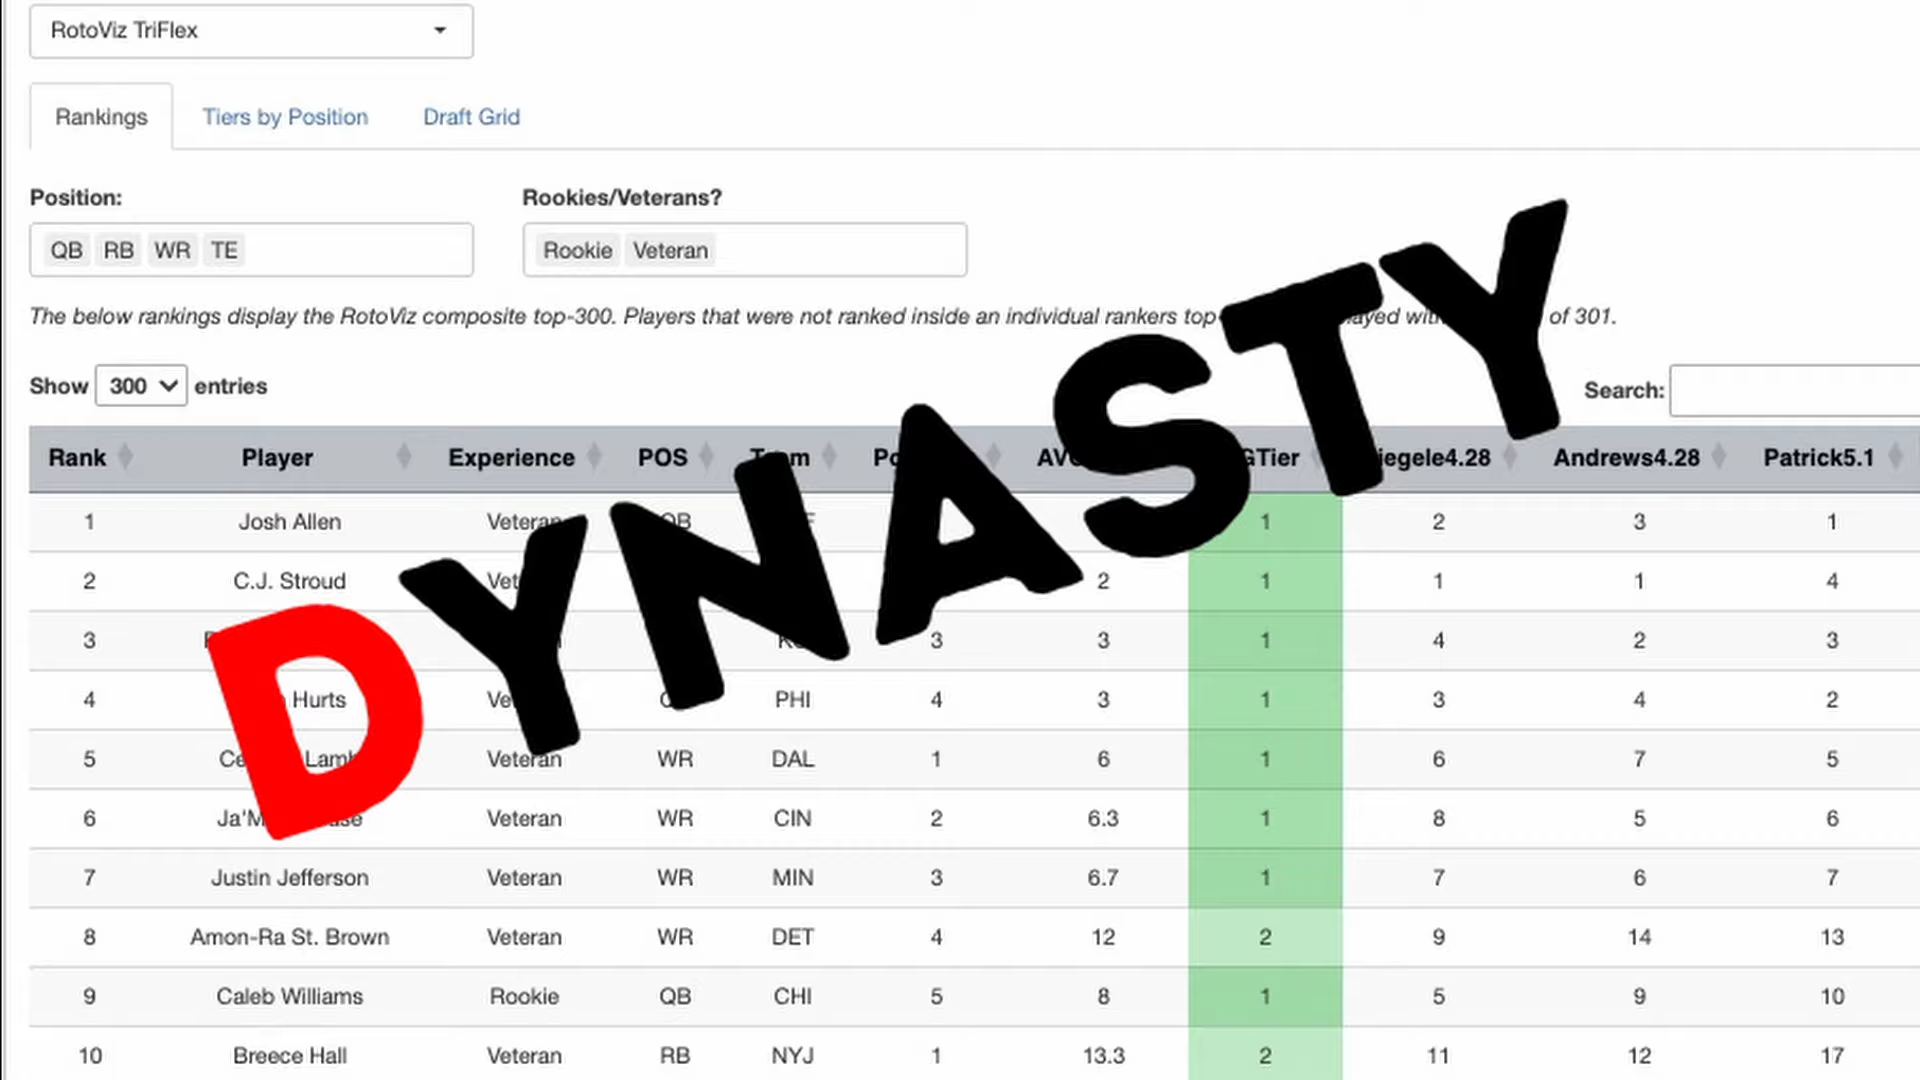 RotoViz TriFlex
Rankings Tiers by Position Draft Grid
Position: Rookies/Veterans?
QB RB WR TE Rookie Veteran
The below rankings display the RotoViz composite top-300. Players that were not ranked inside an individual rankers top of 301.
Show 300 entries Search:
DYNASTY
Rank Player Experience POS Team GTier iegele4.28 Andrews4.28 Patrick5.1
1 Josh Allen Veteran QB 1 2 3 1
2 C.J. Stroud 2 1 1 1 4
3 3 3 1 4 2 3
4 Hurts PHI 4 3 1 3 4 2
5 Lamb Veteran WR DAL 1 6 1 6 7 5
6 Veteran WR CIN 2 6.3 1 8 5 6
7 Justin Jefferson Veteran WR MIN 3 6.7 1 7 6 7
8 Amon-Ra St. Brown Veteran WR DET 4 12 2 9 14 13
9 Caleb Williams Rookie QB CHI 5 8 1 5 9 10
10 Breece Hall Veteran RB NYJ 1 13.3 2 11 12 17